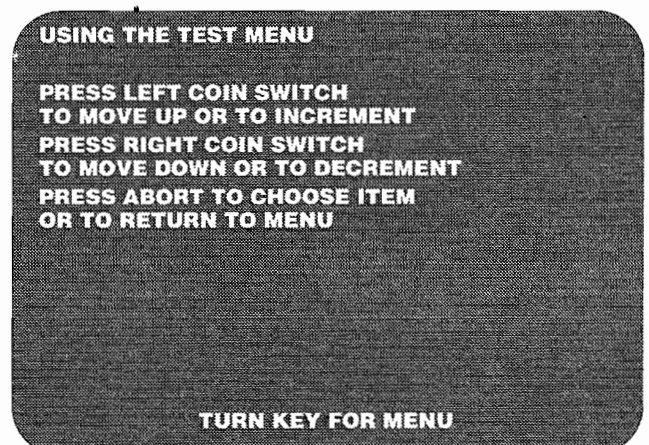 USING THE TEST MENU
PRESS LEFT COIN SWITCH
TO MOVE UP OR TO INCREMENT
PRESS RIGHT COIN SWITCH
TO MOVE DOWN OR TO DECREMENT
PRESS ABORT TO CHOOSE ITEM
OR TO RETURN TO MENU
TURN KEY FOR MENU